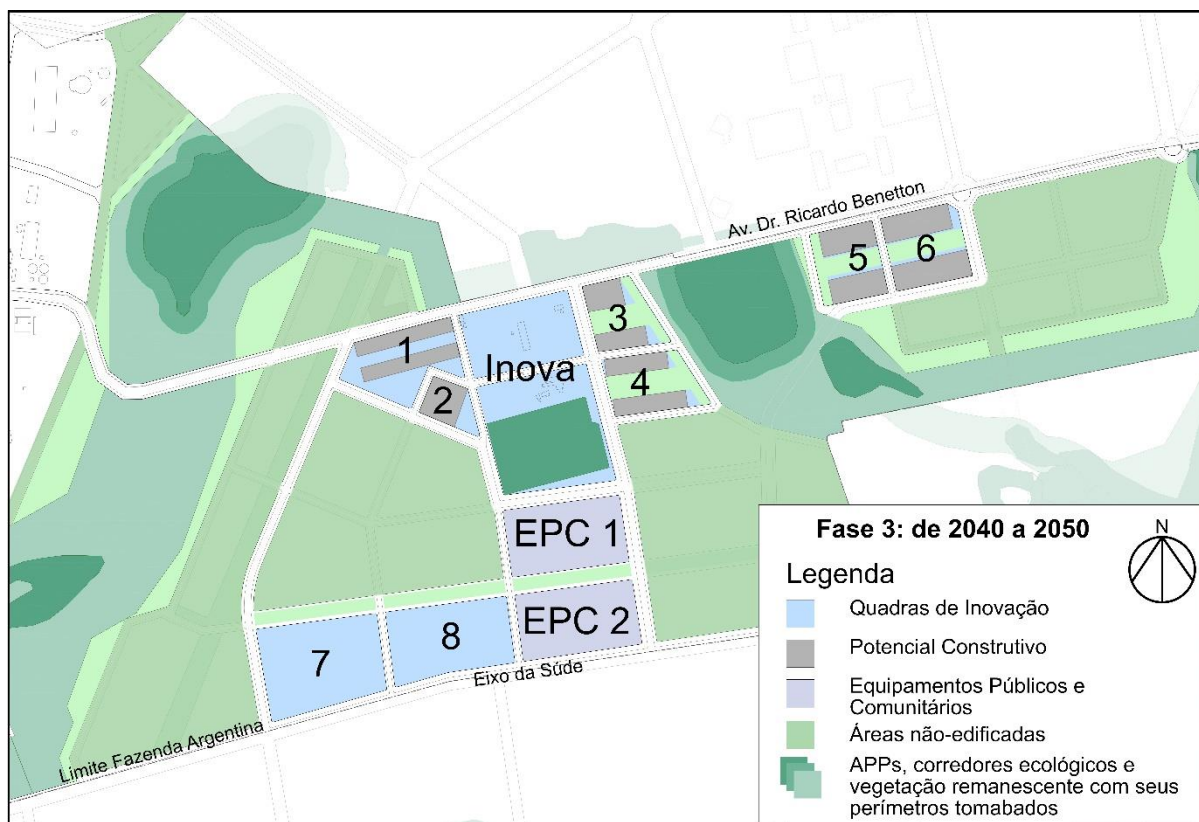 Av. Dr. Ricardo Benetton
5
6
3
1
Inova
4
2
EPC 1
EPC 2
8
7
Eixo da Súde
Limite Fazenda Argentina
Fase 3: de 2040 a 2050
N
Legenda
Quadras de Inovação
Potencial Construtivo
Equipamentos Públicos e
Comunitários
Áreas não-edificadas
APPs, corredores ecológicos e
vegetação remanescente com seus
perímetros tomabados